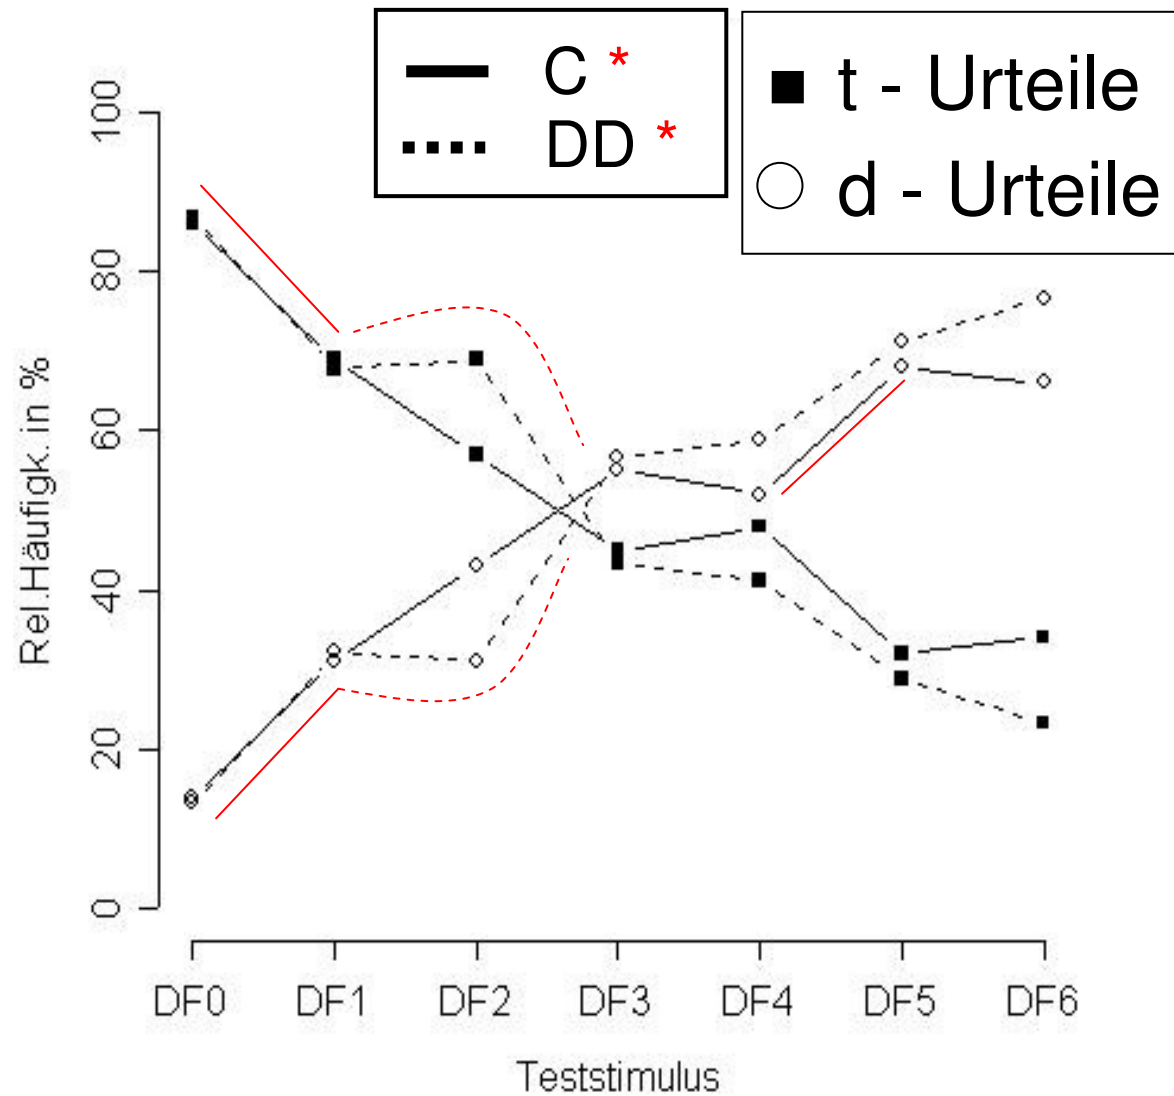 C *
DD *
t - Urteile
d - Urteile
Rel.Häufigk.in %
100
80
60
40
20
0
DF0 DF1 DF2 DF3 DF4 DF5 DF6
Teststimulus